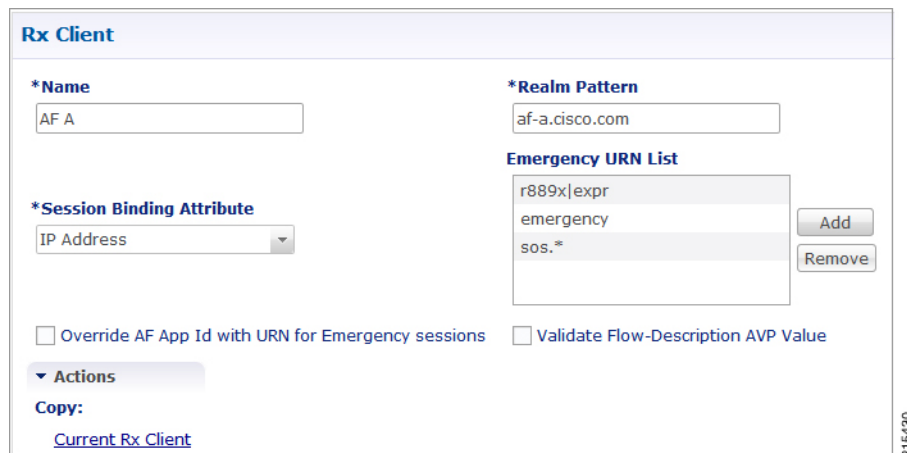 Rx Client
*Name
*Realm Pattern
AF A
af-a.cisco.com
Emergency URN List
r889x|expr
*Session Binding Attribute
emergency
Add
IP Address
sos.*
Remove
Override AF App Id with URN for Emergency sessions
Validate Flow-Description AVP Value
Actions
Copy:
Current Rx Client